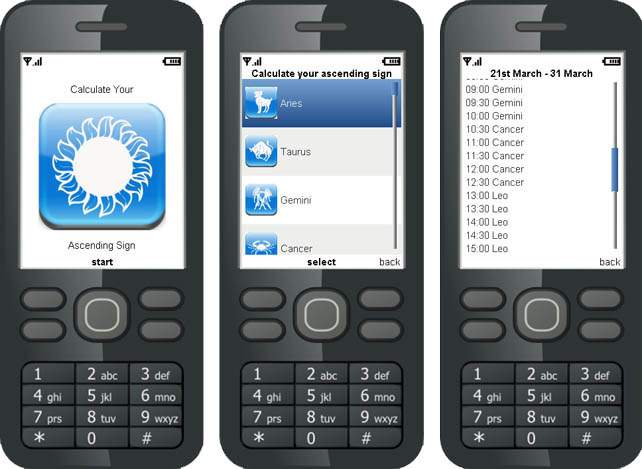 Calculate Your
Ascending Sign
start
1 2 abc 3 def
4 ghi 5 jkl 6 mno
7 prs 8 tuv 9 wxyz
* 0 #
Calculate your ascending sign
Aries
Taurus
Gemini
Cancer
select back
1 2 abc 3 def
4 ghi 5 jkl 6 mno
7 prs 8 tuv 9 wxyz
* 0 #
21st March - 31 March
09:00 Gemini
09:30 Gemini
10:00 Gemini
10:30 Cancer
11:00 Cancer
11:30 Cancer
12:00 Cancer
12:30 Cancer
13:00 Leo
13:30 Leo
14:00 Leo
14:30 Leo
15:00 Leo
back
1 2 abc 3 def
4 ghi 5 jkl 6 mno
7 prs 8 tuv 9 wxyz
* 0 #